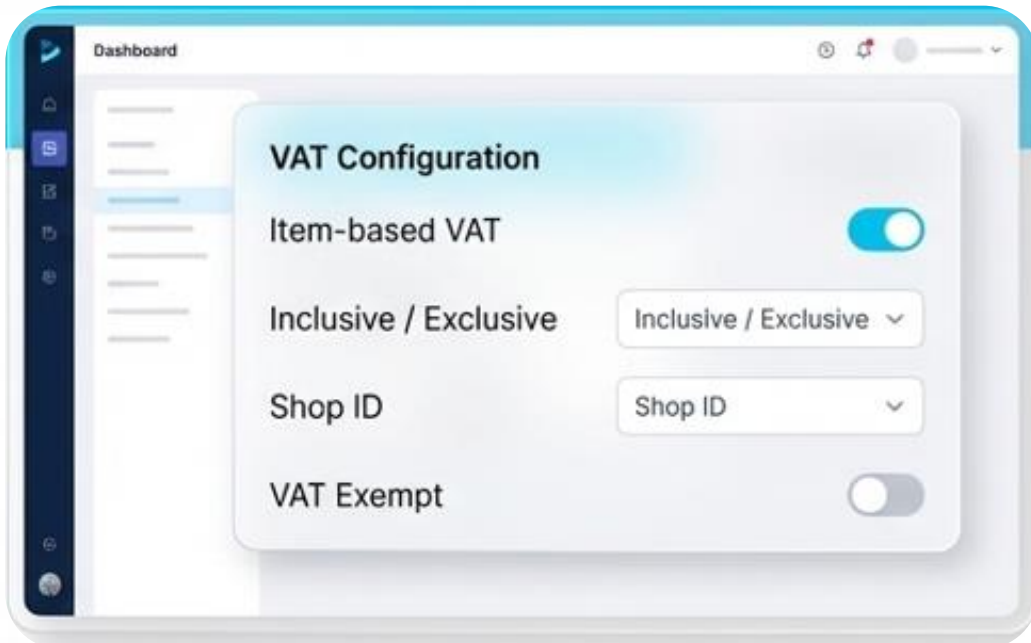 Dashboard
VAT Configuration
Item-based VAT
Inclusive / Exclusive
Inclusive / Exclusive
Shop ID
Shop ID
VAT Exempt